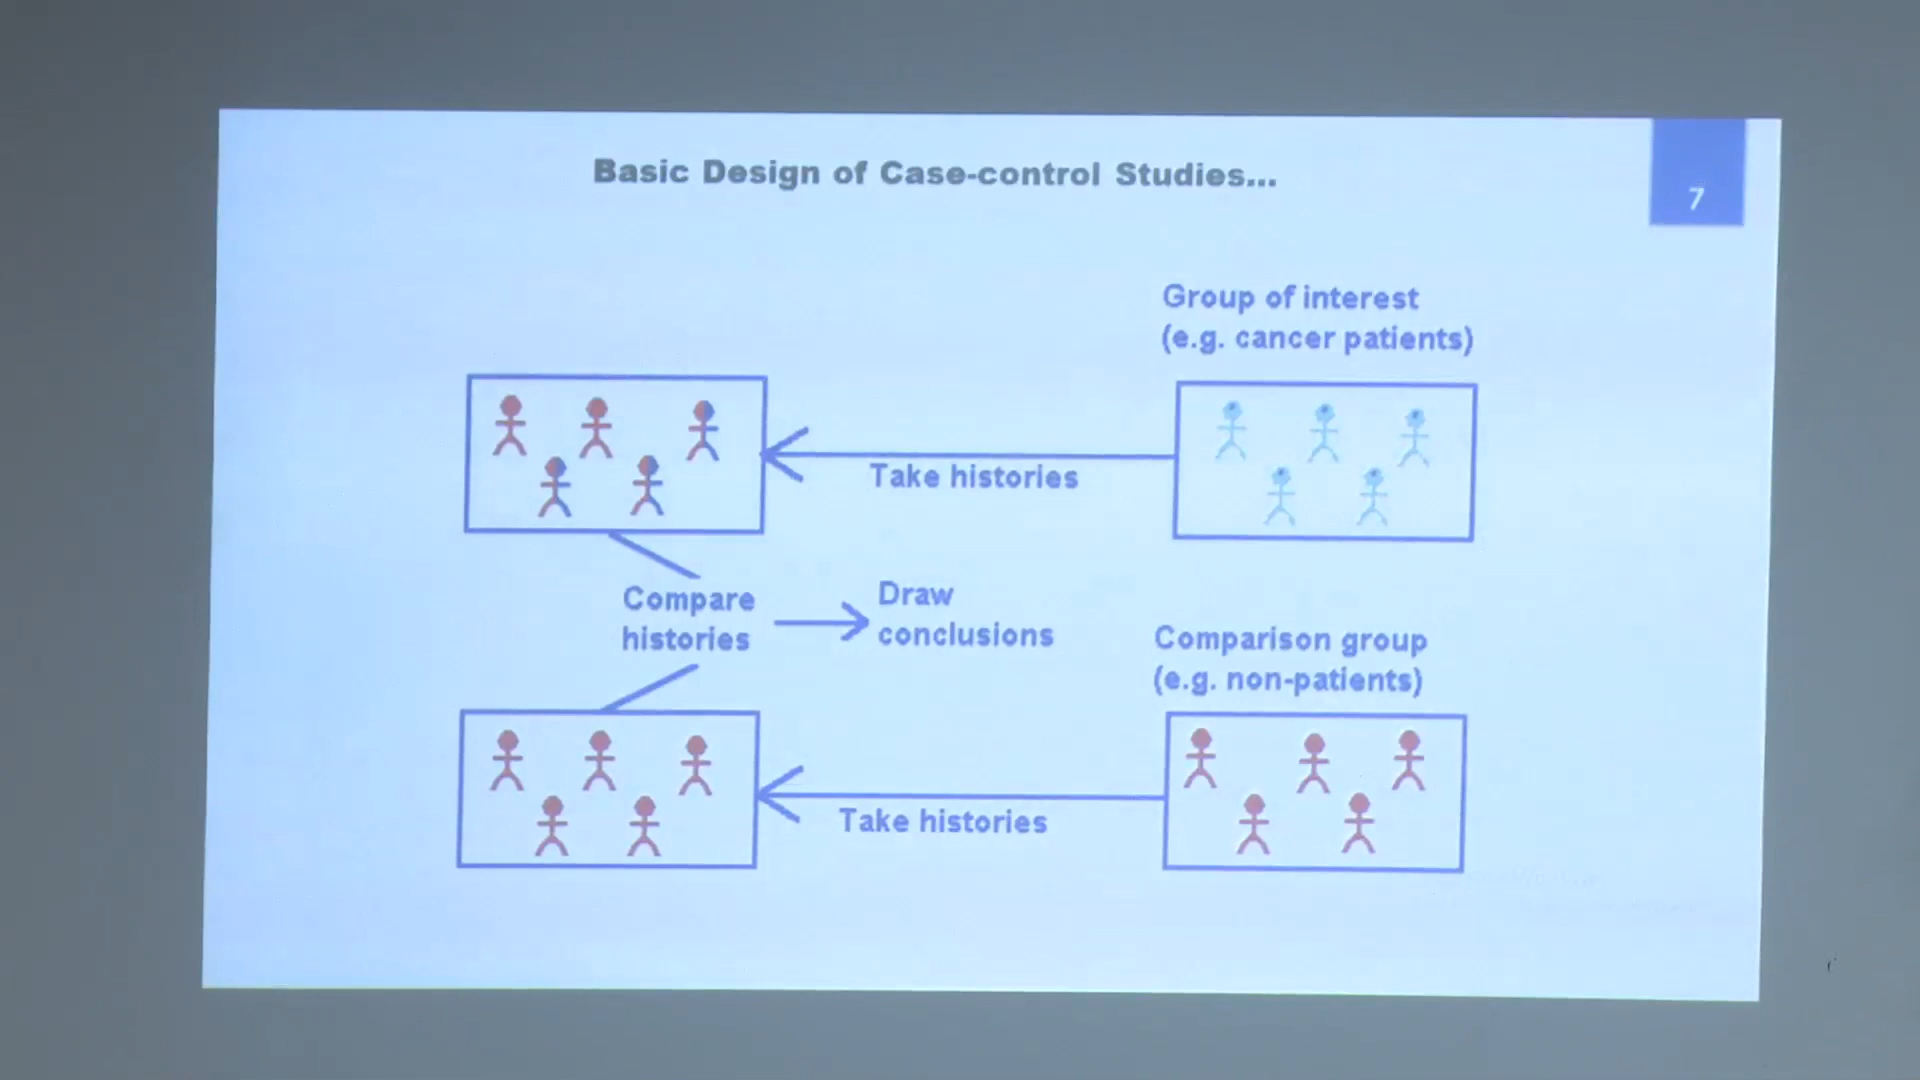 Basic Design of Case-control Studies...
7
Group of interest
(e.g. cancer patients)
Take histories
Compare
histories
Draw
conclusions
Comparison group
(e.g. non-patients)
Take histories